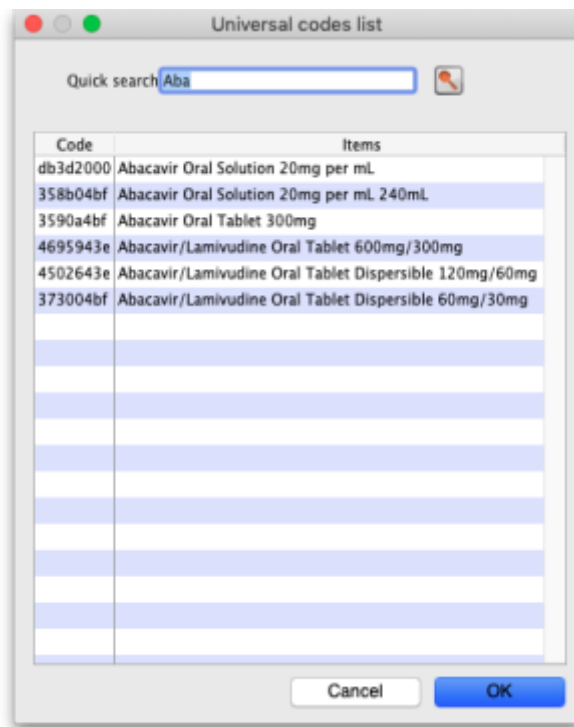 Universal codes list
Quick search Aba
Code Items
db3d2000 Abacavir Oral Solution 20mg per mL
358b04bf Abacavir Oral Solution 20mg per mL 240mL
3590a4bf Abacavir Oral Tablet 300mg
4695943e Abacavir/Lamivudine Oral Tablet 600mg/300mg
4502643e Abacavir/Lamivudine Oral Tablet Dispersible 120mg/60mg
373004bf Abacavir/Lamivudine Oral Tablet Dispersible 60mg/30mg
Cancel OK